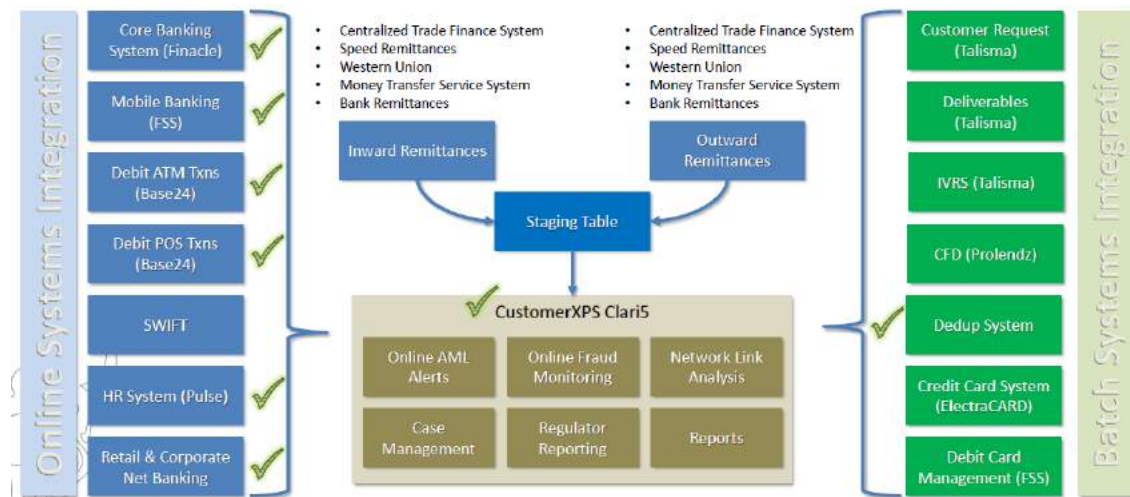 Online Systems Integration
Core Banking
System (Finacle)
Mobile Banking
(FSS)
Debit ATM Txns
(Base24)
Debit POS Txns
(Base24)
SWIFT
HR System (Pulse)
Retail & Corporate
Net Banking
• Centralized Trade Finance System
• Speed Remittances
• Western Union
• Money Transfer Service System
• Bank Remittances
Inward Remittances
• Centralized Trade Finance System
• Speed Remittances
• Western Union
• Money Transfer Service System
• Bank Remittances
Outward
Remittances
Staging Table
CustomerXPS Clari5
Online AML
Alerts
Online Fraud
Monitoring
Network Link
Analysis
Case
Management
Regulator
Reporting
Reports
Customer Request
(Talisma)
Deliverables
(Talisma)
IVRS (Talisma)
CFD (Prolendz)
Dedup System
Credit Card System
(ElectraCARD)
Debit Card
Management (FSS)
Batch Systems Integration